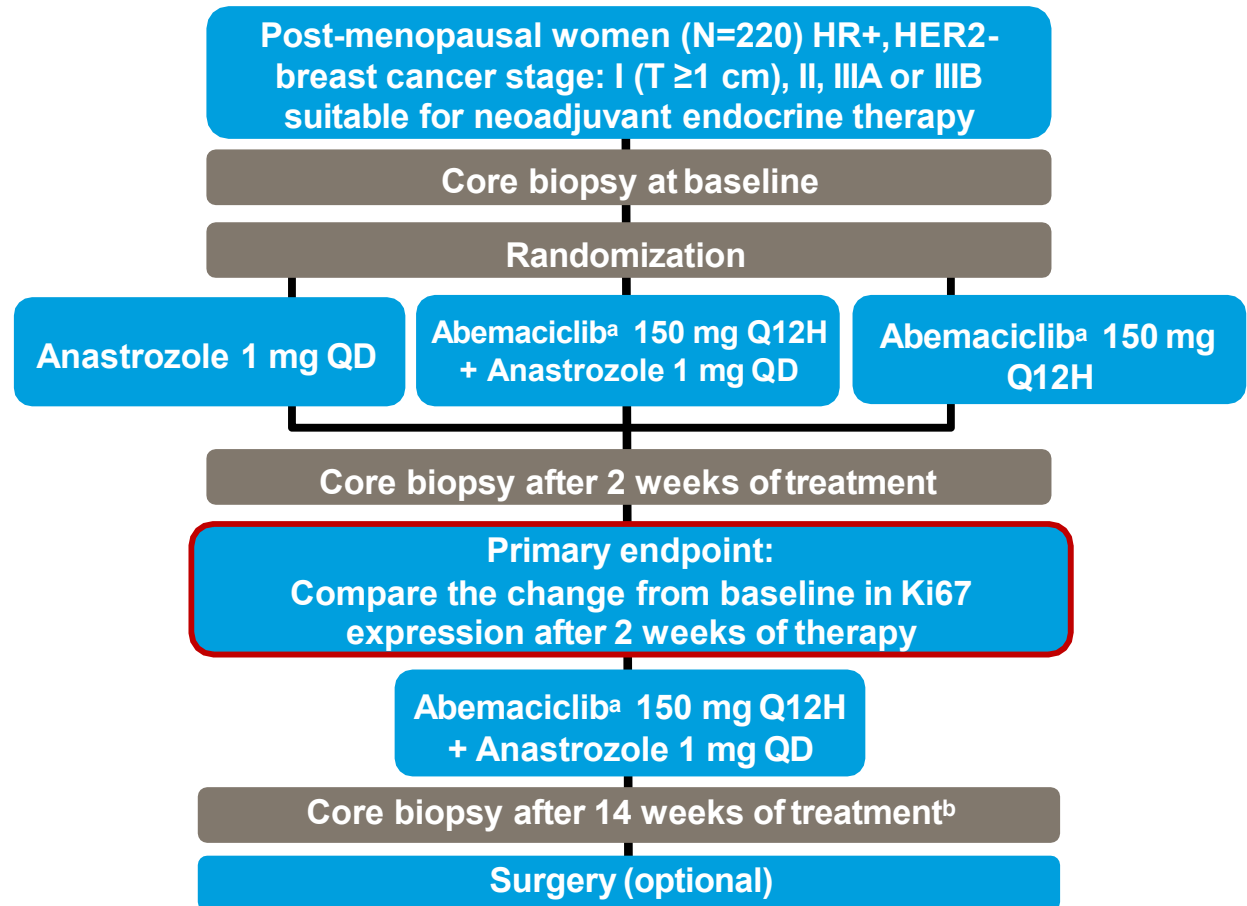 Post-menopausal women (N=220) HR+, HER2-
breast cancer stage: I (T ≥1 cm), II, IIIA or IIIB
suitable for neoadjuvant endocrine therapy
Core biopsy at baseline
Randomization
Anastrozole 1 mg QD
Abemaciclibᵃ 150 mg Q12H
+ Anastrozole 1 mg QD
Abemaciclibᵃ 150 mg
Q12H
Core biopsy after 2 weeks of treatment
Primary endpoint:
Compare the change from baseline in Ki67
expression after 2 weeks of therapy
Abemaciclibᵃ 150 mg Q12H
+ Anastrozole 1 mg QD
Core biopsy after 14 weeks of treatmentᵇ
Surgery (optional)